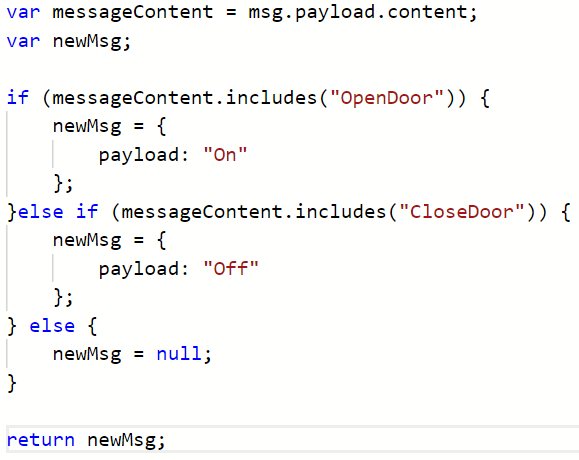 var messageContent = msg.payload.content;
var newMsg;

if (messageContent.includes("OpenDoor")) {
    newMsg = {
        payload: "On"
    };
}else if (messageContent.includes("CloseDoor")) {
    newMsg = {
        payload: "Off"
    };
} else {
    newMsg = null;
}

return newMsg;